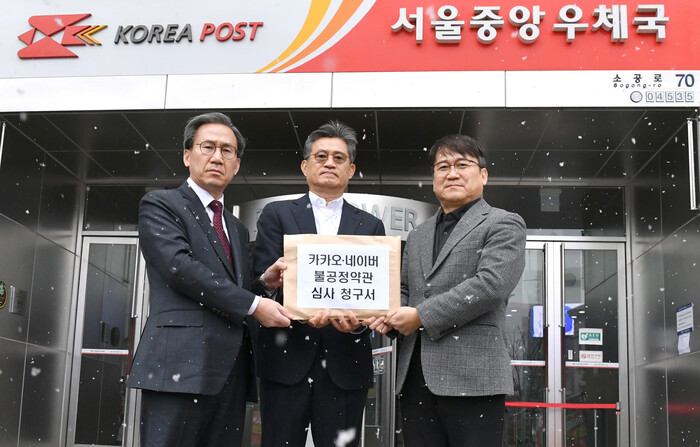 KOREA POST
서울중앙우체국
소공로 70
Sogong-ro
04535
TOWER
카카오·네이버
불공정약관
심사 청구서